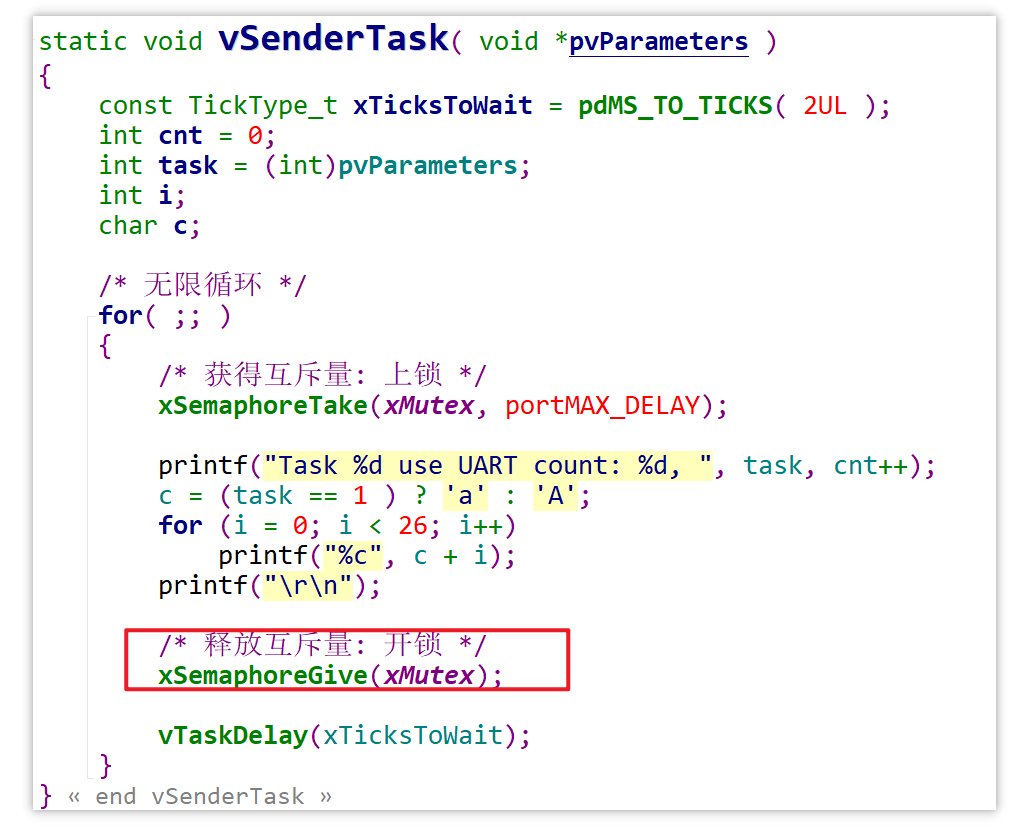 static void vSenderTask( void *pvParameters )
{
    const TickType_t xTicksToWait = pdMS_TO_TICKS( 2UL );
    int cnt = 0;
    int task = (int)pvParameters;
    int i;
    char c;

    /* 无限循环 */
    for( ;; )
    {
        /* 获得互斥量: 上锁 */
        xSemaphoreTake(xMutex, portMAX_DELAY);

        printf("Task %d use UART count: %d, ", task, cnt++);
        c = (task == 1 ) ? 'a' : 'A';
        for (i = 0; i < 26; i++)
            printf("%c", c + i);
        printf("\r\n");

        /* 释放互斥量: 开锁 */
        xSemaphoreGive(xMutex);

        vTaskDelay(xTicksToWait);
    }
} « end vSenderTask »